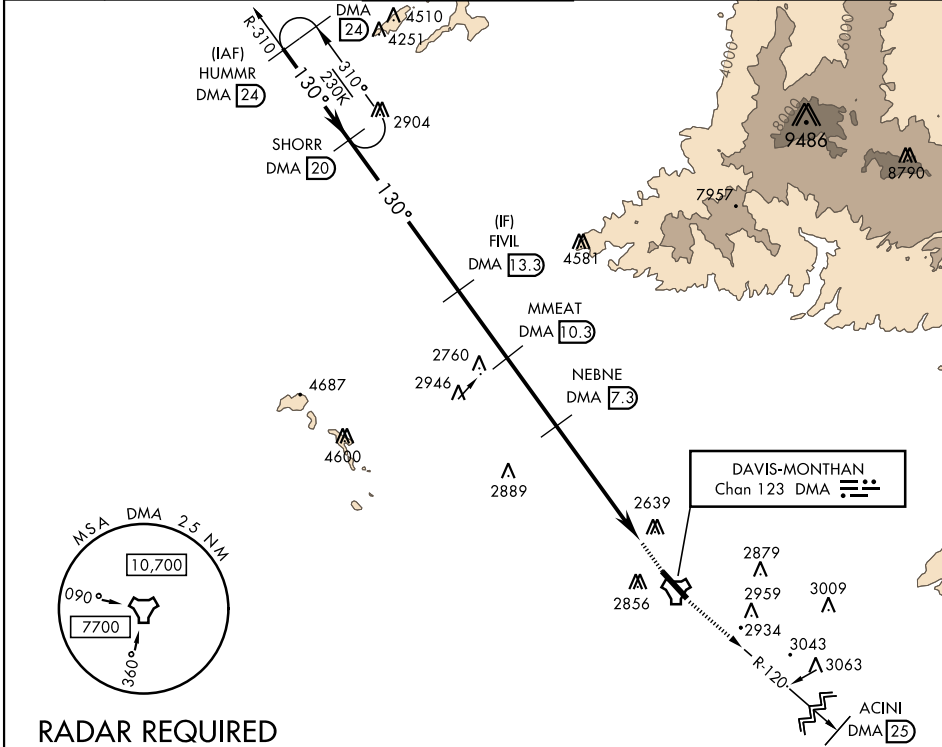 DMA
24
4510
4251
R-310
(IAF)
HUMMR
DMA 24
130°
310°
230K
2904
SHORR
DMA 20
130°
4000
8000
8000
9486
8790
7957
4581
(IF)
FIVIL
DMA 13.3
MMEAT
DMA 10.3
2760
2946
NEBNE
DMA 7.3
4687
4600
2889
DAVIS-MONTHAN
Chan 123 DMA
2639
2856
2879
2959
3009
2934
3043
3063
R-120
ACINI
DMA 25
MSA DMA 25 NM
10,700
090°
7700
360°
RADAR REQUIRED